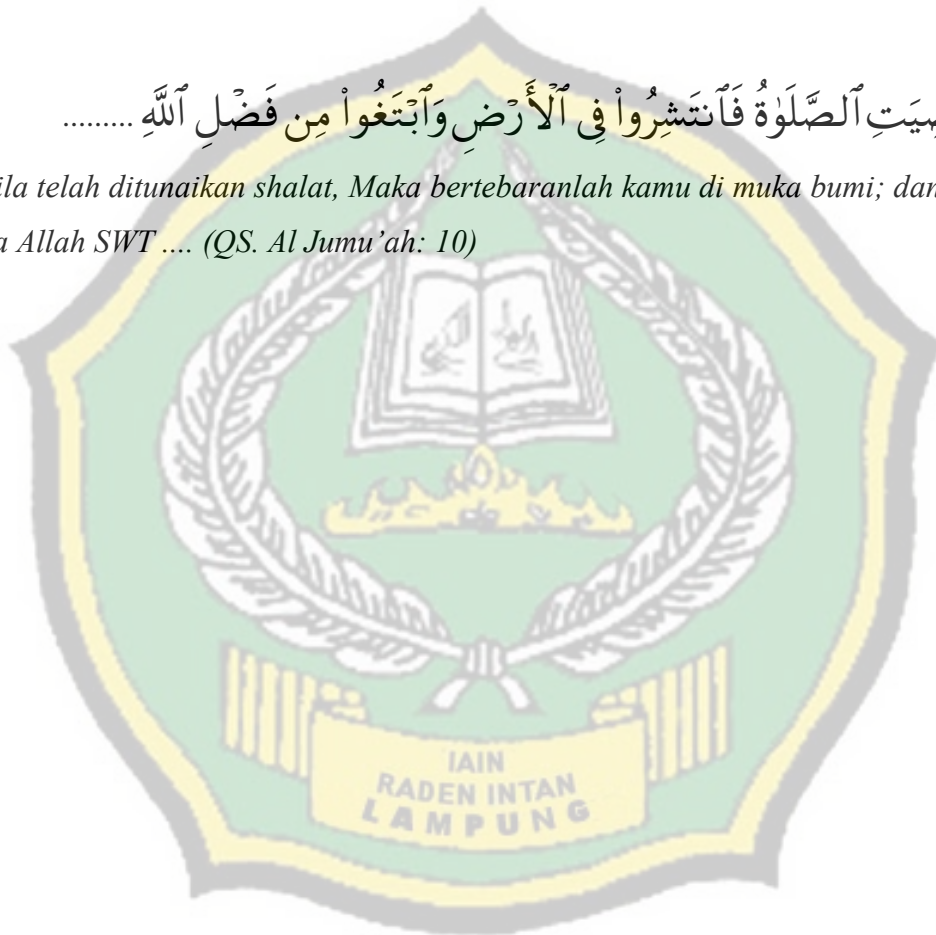 ٱلصَّلَوٰةُ فَٱنتَشِرُوا۟ فِى ٱلْأَرْضِ وَٱبْتَغُوا۟ مِن فَضْلِ ٱللَّهِ .........
telah ditunaikan shalat, Maka bertebaranlah kamu di muka bumi; dan
Allah SWT .... (QS. Al Jumu’ah: 10)
IAIN
RADEN INTAN
LAMPUNG